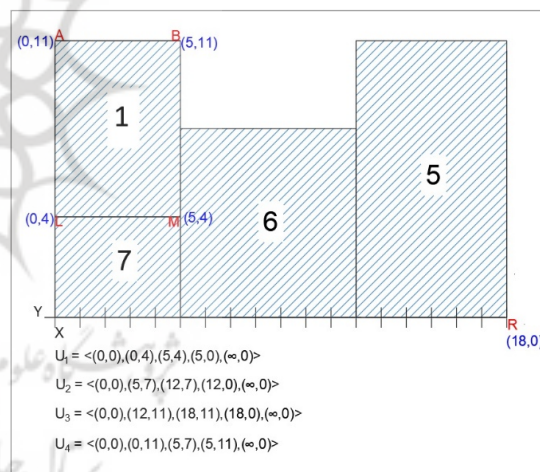 (0,11) A B (5,11)
1
5
(0,4) L M (5,4)
6
7
Y
X
R
(18,0)
U1 = <(0,0),(0,4),(5,4),(5,0),(∞,0)>
U2 = <(0,0),(5,7),(12,7),(12,0),(∞,0)>
U3 = <(0,0),(12,11),(18,11),(18,0),(∞,0)>
U4 = <(0,0),(0,11),(5,7),(5,11),(∞,0)>